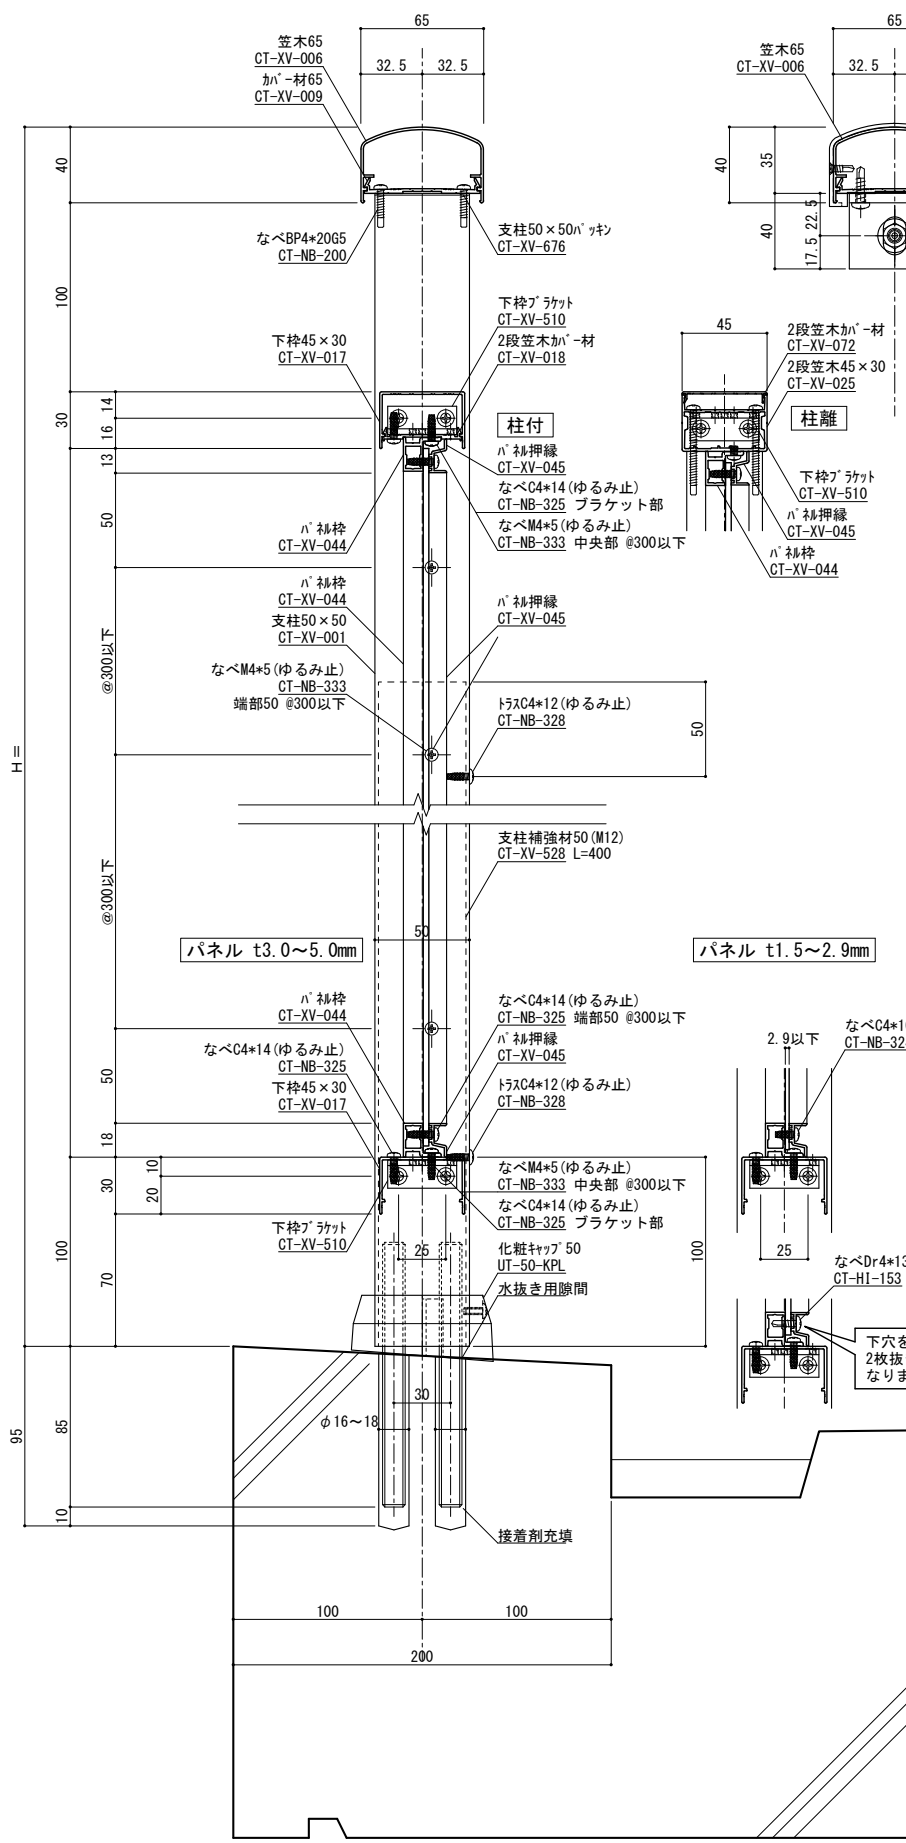 65
32.5
32.5
笠木65
CT-XV-006
ｶﾊﾞｰ材65
CT-XV-009
40
なべBP4*20G5
CT-NB-200
支柱50×50ﾊﾟｯｷﾝ
CT-XV-676
100
下枠ﾌﾞﾗｹｯﾄ
CT-XV-510
下枠45×30
CT-XV-017
2段笠木ｶﾊﾞｰ材
CT-XV-018
30
14
16
13
柱付
ﾊﾟﾈﾙ押縁
CT-XV-045
なべC4*14(ゆるみ止)
CT-NB-325 ブラケット部
なべM4*5(ゆるみ止)
CT-NB-333 中央部 @300以下
50
ﾊﾟﾈﾙ枠
CT-XV-044
ﾊﾟﾈﾙ枠
CT-XV-044
支柱50×50
CT-XV-001
ﾊﾟﾈﾙ押縁
CT-XV-045
なべM4*5(ゆるみ止)
CT-NB-333
端部50 @300以下
@300以下
ﾄﾗｽC4*12(ゆるみ止)
CT-NB-328
50
H=
支柱補強材50(M12)
CT-XV-528 L=400
@300以下
50
パネル t3.0～5.0mm
ﾊﾟﾈﾙ枠
CT-XV-044
なべC4*14(ゆるみ止)
CT-NB-325 端部50 @300以下
なべC4*14(ゆるみ止)
CT-NB-325
ﾊﾟﾈﾙ押縁
CT-XV-045
50
下枠45×30
CT-XV-017
ﾄﾗｽC4*12(ゆるみ止)
CT-NB-328
18
30
10
20
なべM4*5(ゆるみ止)
CT-NB-333 中央部 @300以下
なべC4*14(ゆるみ止)
CT-NB-325 ブラケット部
下枠ﾌﾞﾗｹｯﾄ
CT-XV-510
25
化粧ｷｬｯﾌﾟ50
UT-50-KPL
水抜き用隙間
100
70
100
30
φ16～18
95
85
10
接着剤充填
100
100
200
65
笠木65
CT-XV-006
32.5
40
35
40
22.5
17.5
45
2段笠木ｶﾊﾞｰ材
CT-XV-072
2段笠木45×30
CT-XV-025
柱離
下枠ﾌﾞﾗｹｯﾄ
CT-XV-510
ﾊﾟﾈﾙ押縁
CT-XV-045
ﾊﾟﾈﾙ枠
CT-XV-044
パネル t1.5～2.9mm
2.9以下
なべC4*1
CT-NB-32
25
なべDr4*13
CT-HI-153
下穴を
2枚抜
なりま